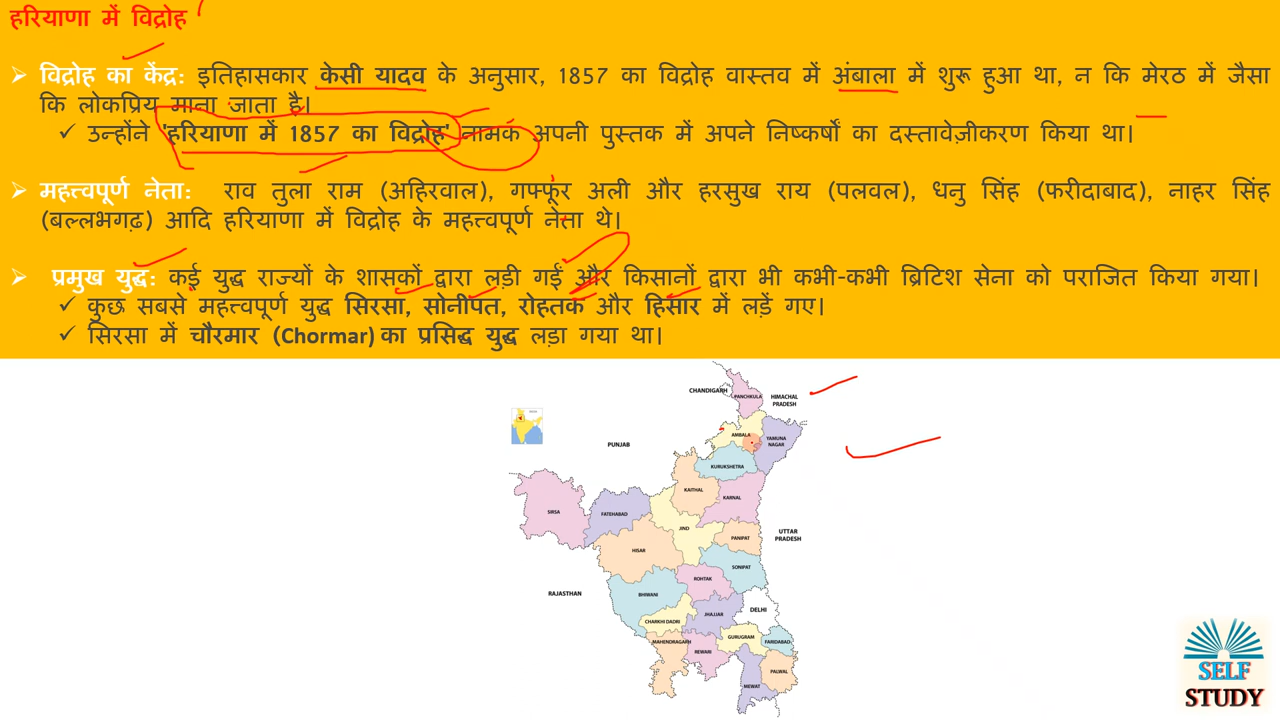 हरियाणा में विद्रोह
➢ विद्रोह का केंद्र: इतिहासकार केसी यादव के अनुसार, 1857 का विद्रोह वास्तव में अंबाला में शुरू हुआ था, न कि मेरठ में जैसा
कि लोकप्रिय माना जाता है।
✓ उन्होंने 'हरियाणा में 1857 का विद्रोह' नामक अपनी पुस्तक में अपने निष्कर्षों का दस्तावेज़ीकरण किया था।
➢ महत्त्वपूर्ण नेता: राव तुला राम (अहिरवाल), गफ्फूर अली और हरसुख राय (पलवल), धनु सिंह (फरीदाबाद), नाहर सिंह
(बल्लभगढ़) आदि हरियाणा में विद्रोह के महत्त्वपूर्ण नेता थे।
➢ प्रमुख युद्ध: कई युद्ध राज्यों के शासकों द्वारा लड़ी गई और किसानों द्वारा भी कभी-कभी ब्रिटिश सेना को पराजित किया गया।
✓ कुछ सबसे महत्त्वपूर्ण युद्ध सिरसा, सोनीपत, रोहतक और हिसार में लड़ें गए।
✓ सिरसा में चौरमार (Chormar) का प्रसिद्ध युद्ध लड़ा गया था।
CHANDIGARH
PANCHKULA
HIMACHAL
PRADESH
AMBALA
YAMUNA
NAGAR
PUNJAB
KURUKSHETRA
KAITHAL
KARNAL
SIRSA
FATEHABAD
JIND
UTTAR
PRADESH
PANIPAT
HISAR
SONIPAT
ROHTAK
RAJASTHAN
BHIWANI
DELHI
JHAJJAR
CHARKHI DADRI
MAHENDRAGARH
GURUGRAM
FARIDABAD
REWARI
PALWAL
MEWAT
SELF
STUDY